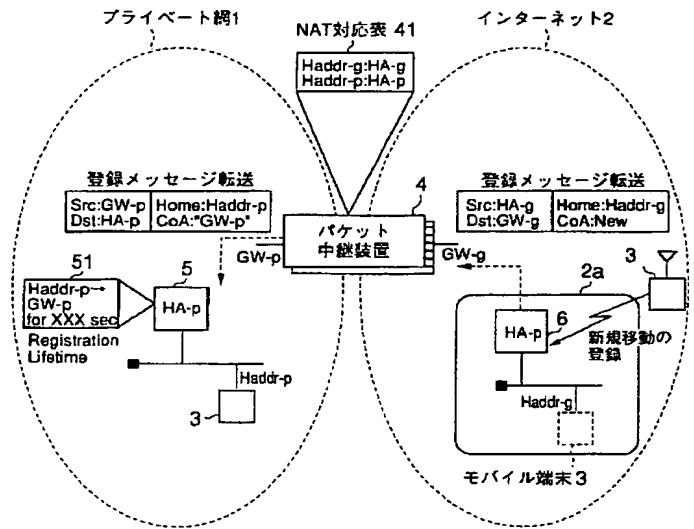 プライベート網1
NAT対応表 41
インターネット2
Haddr-g:HA-g
Haddr-p:HA-p
登録メッセージ転送
Src:GW-p
Dst:HA-p
Home:Haddr-p
CoA:"GW-p"
4
パケット
中継装置
GW-p
GW-g
登録メッセージ転送
Src:HA-g
Dst:GW-g
Home:Haddr-g
CoA:New
51
Haddr-p→
GW-p
for XXX sec
Registration
Lifetime
5
HA-p
Haddr-p
3
2a
3
HA-p
6
新規移動の
登録
Haddr-g
モバイル端末3